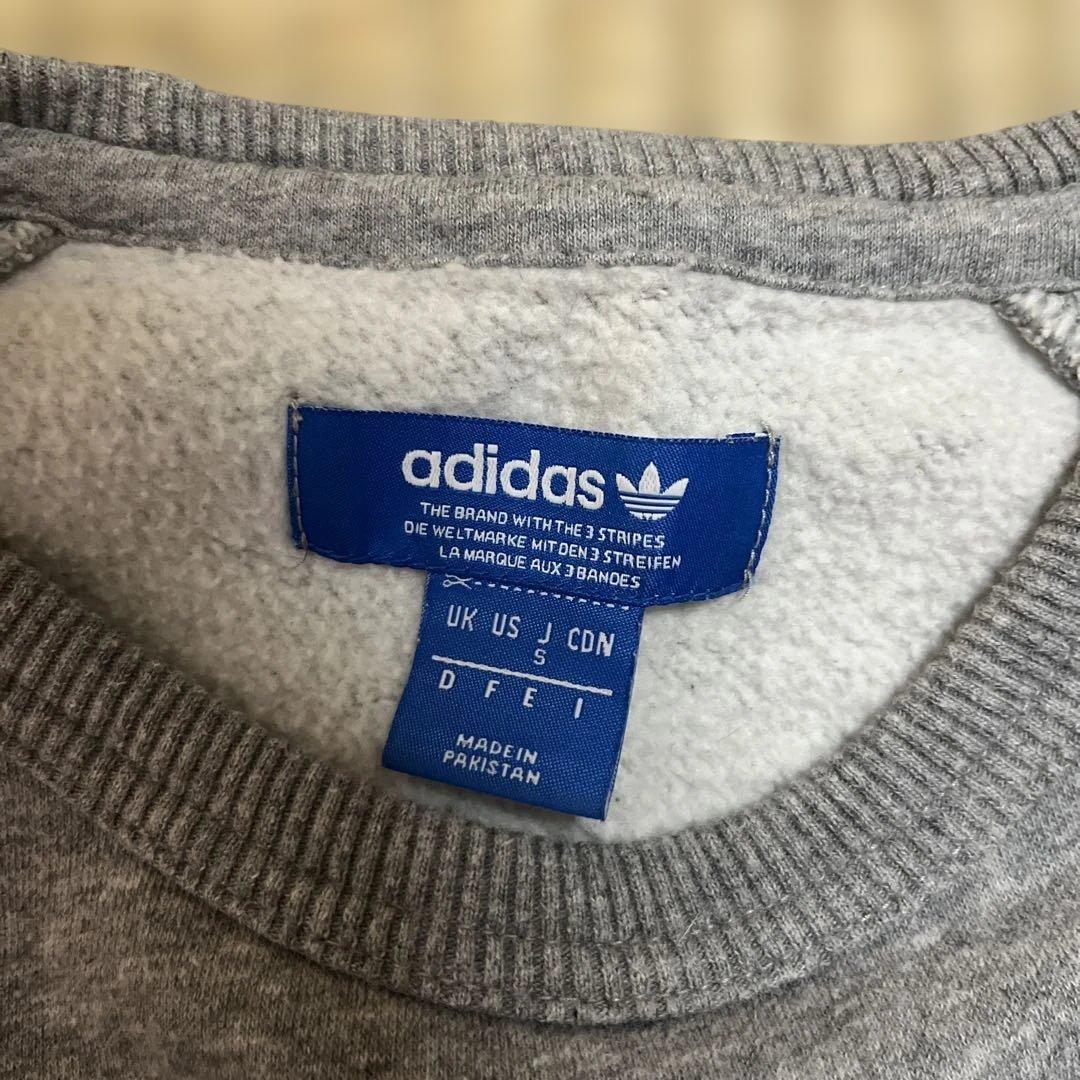 adidas
THE BRAND WITH THE 3 STRIPES
DIE WELTMARKE MIT DEN 3 STREIFEN
LA MARQUE AUX 3 BANDES
UK US J CDN
S
D F E I
MADE IN
PAKISTAN